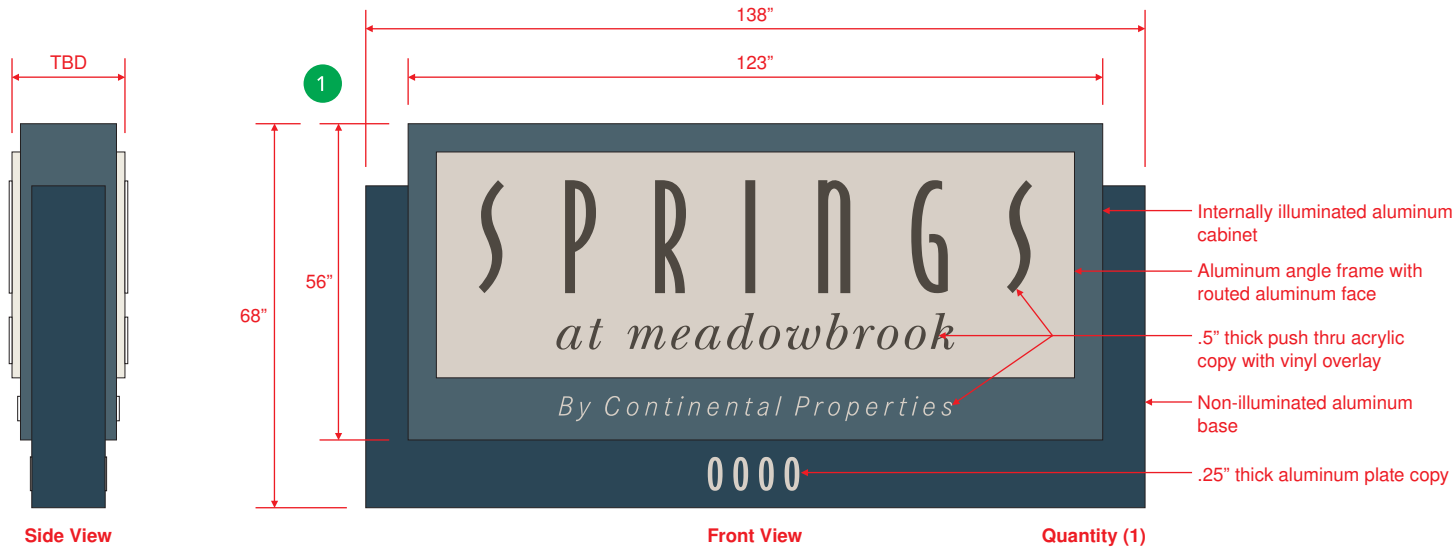 138”
TBD
123”
1
SPRINGS
at meadowbrook
By Continental Properties
0000
56”
68”
Internally illuminated aluminum
cabinet
Aluminum angle frame with
routed aluminum face
.5” thick push thru acrylic
copy with vinyl overlay
Non-illuminated aluminum
base
.25” thick aluminum plate copy
Side View
Front View
Quantity (1)